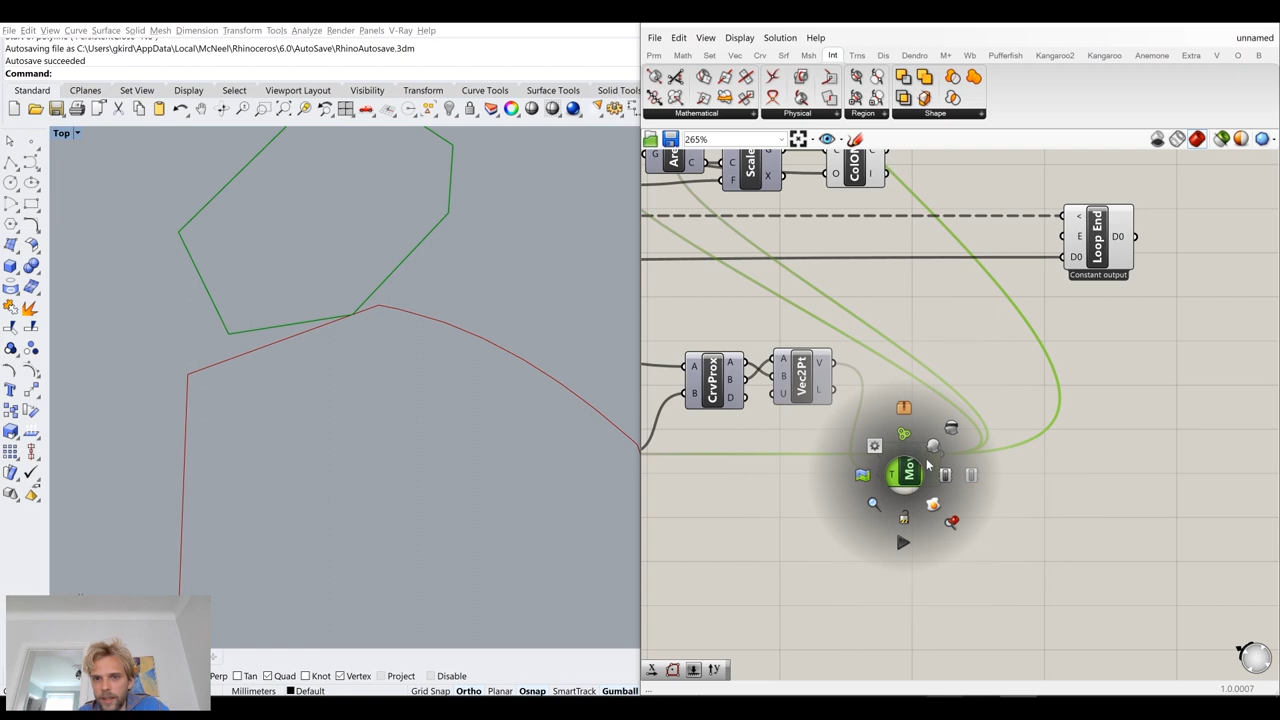 File Edit View Curve Surface Solid Mesh Dimension Transform Tools Analyze Render Panels V-Ray Help
Autosaving file as C:\Users\gkird\AppData\Local\McNeel\Rhinoceros\6.0\AutoSave\RhinoAutosave.3dm
Autosave succeeded
Command:
Standard CPlanes Set View Display Select Viewport Layout Visibility Transform Curve Tools Surface Tools Solid Tools
Top
Perp Tan Quad Knot Vertex Project Disable
Millimeters Default Grid Snap Ortho Planar Osnap SmartTrack Gumball
File Edit View Display Solution Help unnamed
Prm Math Set Vec Crv Srf Msh Int Trns Dis Dendro M+ Wb Pufferfish Kangaroo2 Kangaroo Anemone Extra V O B
Mathematical Physical Region Shape
265%
G Are C
C F Scale G X
C O ColO C I
< E D0 Loop End D0
Constant output
A B CrvProx A B D
A B U Vec2Pt V L
T Mov
1.0.0007